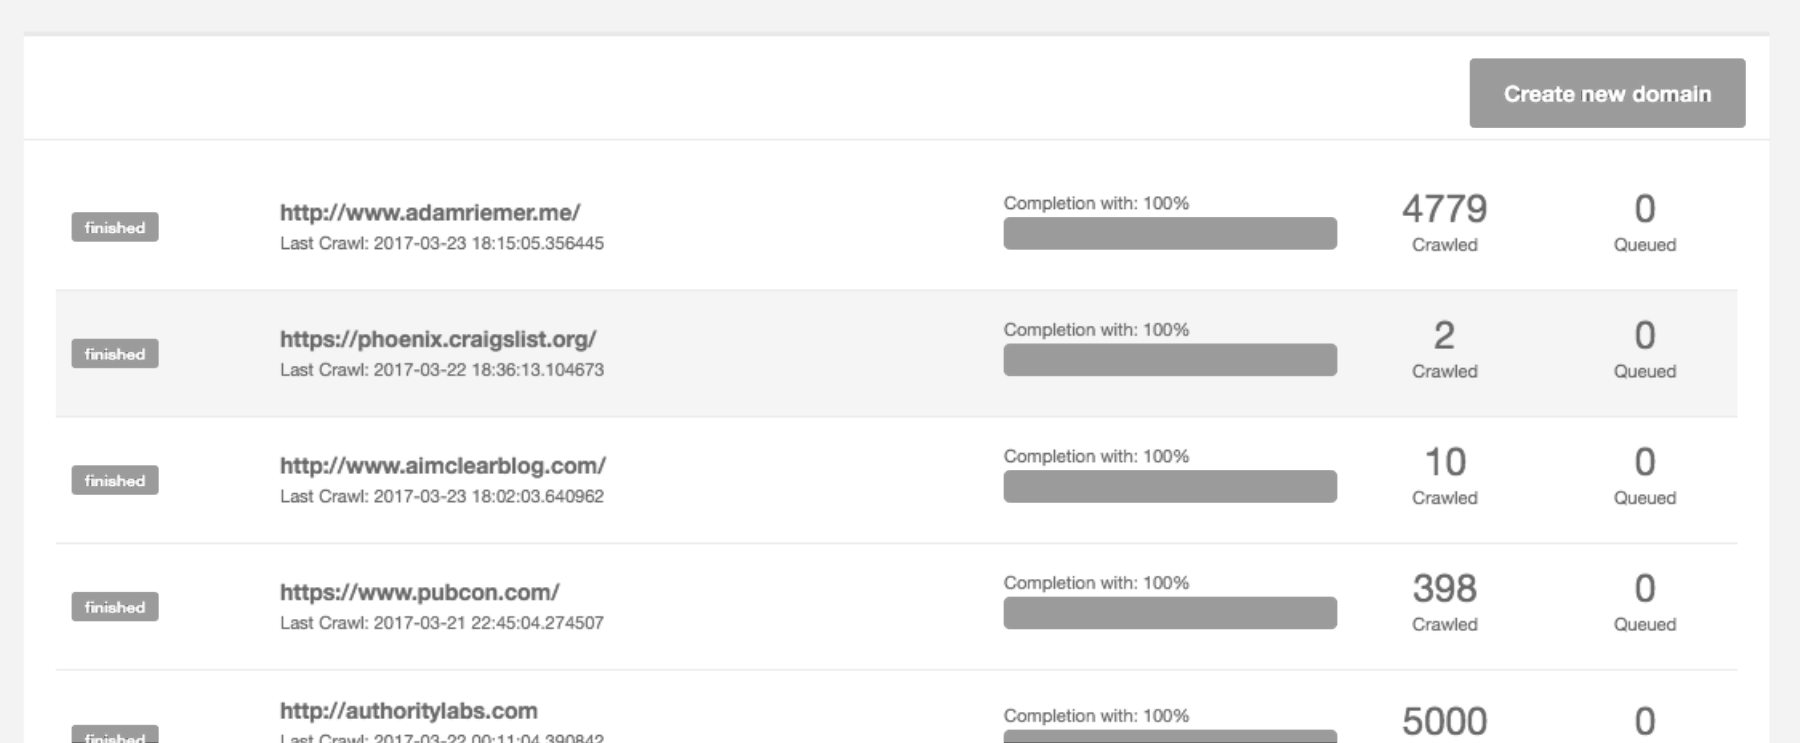 Create new domain
finished
http://www.adamriemer.me/
Last Crawl: 2017-03-23 18:15:05.356445
Completion with: 100%
4779
Crawled
0
Queued
finished
https://phoenix.craigslist.org/
Last Crawl: 2017-03-22 18:36:13.104673
Completion with: 100%
2
Crawled
0
Queued
finished
http://www.aimclearblog.com/
Last Crawl: 2017-03-23 18:02:03.640962
Completion with: 100%
10
Crawled
0
Queued
finished
https://www.pubcon.com/
Last Crawl: 2017-03-21 22:45:04.274507
Completion with: 100%
398
Crawled
0
Queued
finished
http://authoritylabs.com
Last Crawl: 2017-03-22 00:11:04.390842
Completion with: 100%
5000
0